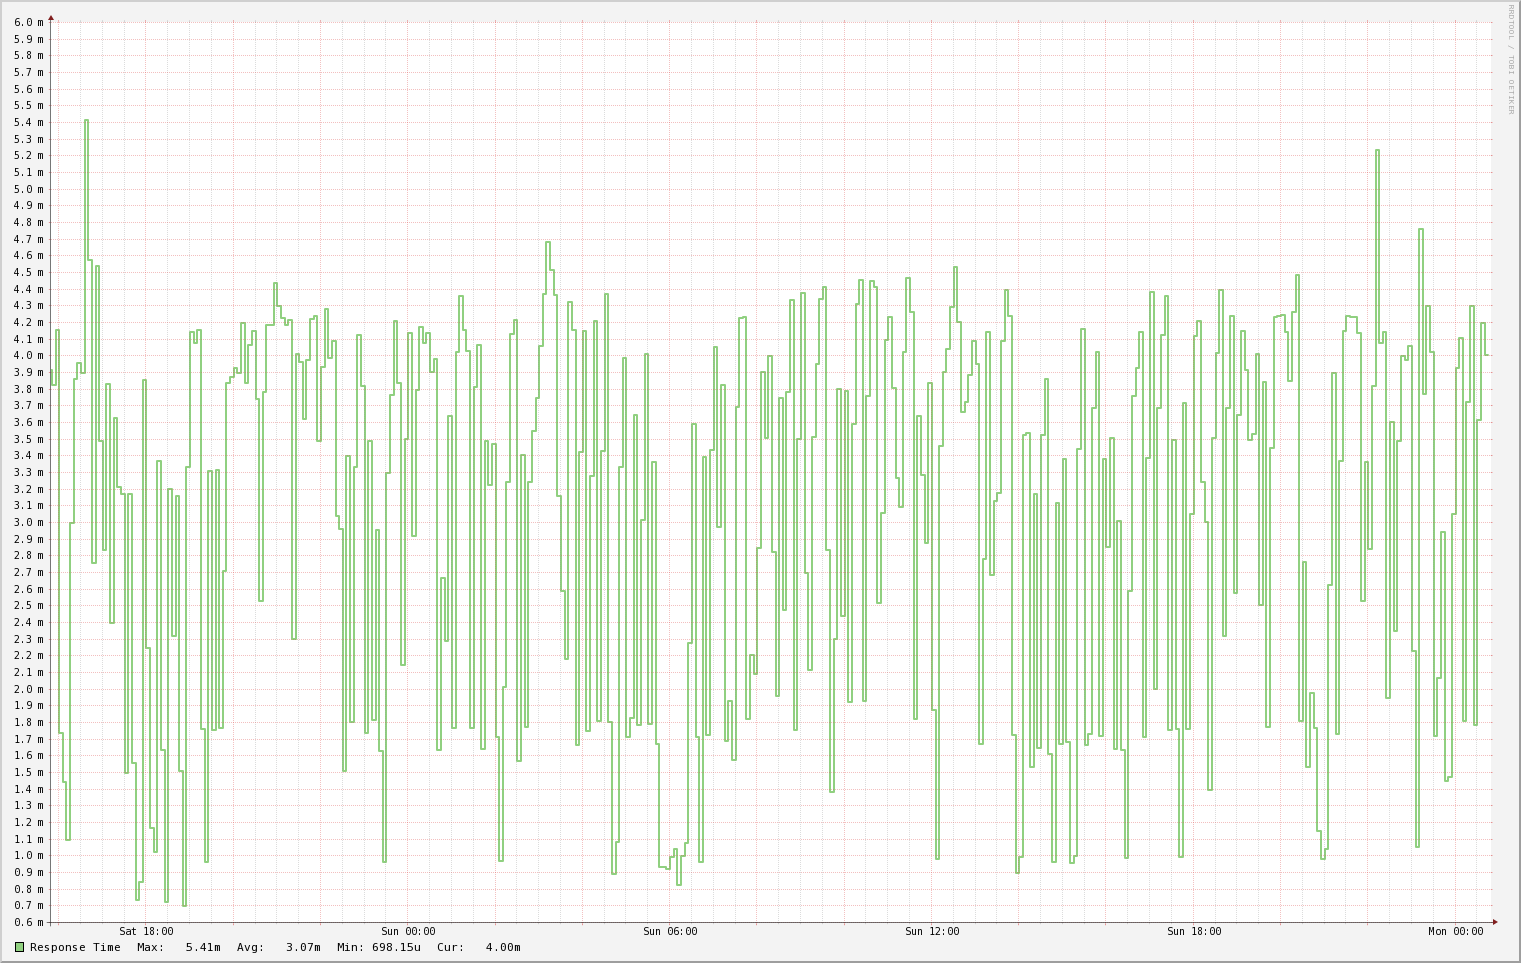 RRDTOOL / TOBI OETIKER
6.0 m
5.9 m
5.8 m
5.7 m
5.6 m
5.5 m
5.4 m
5.3 m
5.2 m
5.1 m
5.0 m
4.9 m
4.8 m
4.7 m
4.6 m
4.5 m
4.4 m
4.3 m
4.2 m
4.1 m
4.0 m
3.9 m
3.8 m
3.7 m
3.6 m
3.5 m
3.4 m
3.3 m
3.2 m
3.1 m
3.0 m
2.9 m
2.8 m
2.7 m
2.6 m
2.5 m
2.4 m
2.3 m
2.2 m
2.1 m
2.0 m
1.9 m
1.8 m
1.7 m
1.6 m
1.5 m
1.4 m
1.3 m
1.2 m
1.1 m
1.0 m
0.9 m
0.8 m
0.7 m
0.6 m
Sat 18:00 Sun 00:00 Sun 06:00 Sun 12:00 Sun 18:00 Mon 00:00
Response Time Max: 5.41m Avg: 3.07m Min: 698.15u Cur: 4.00m